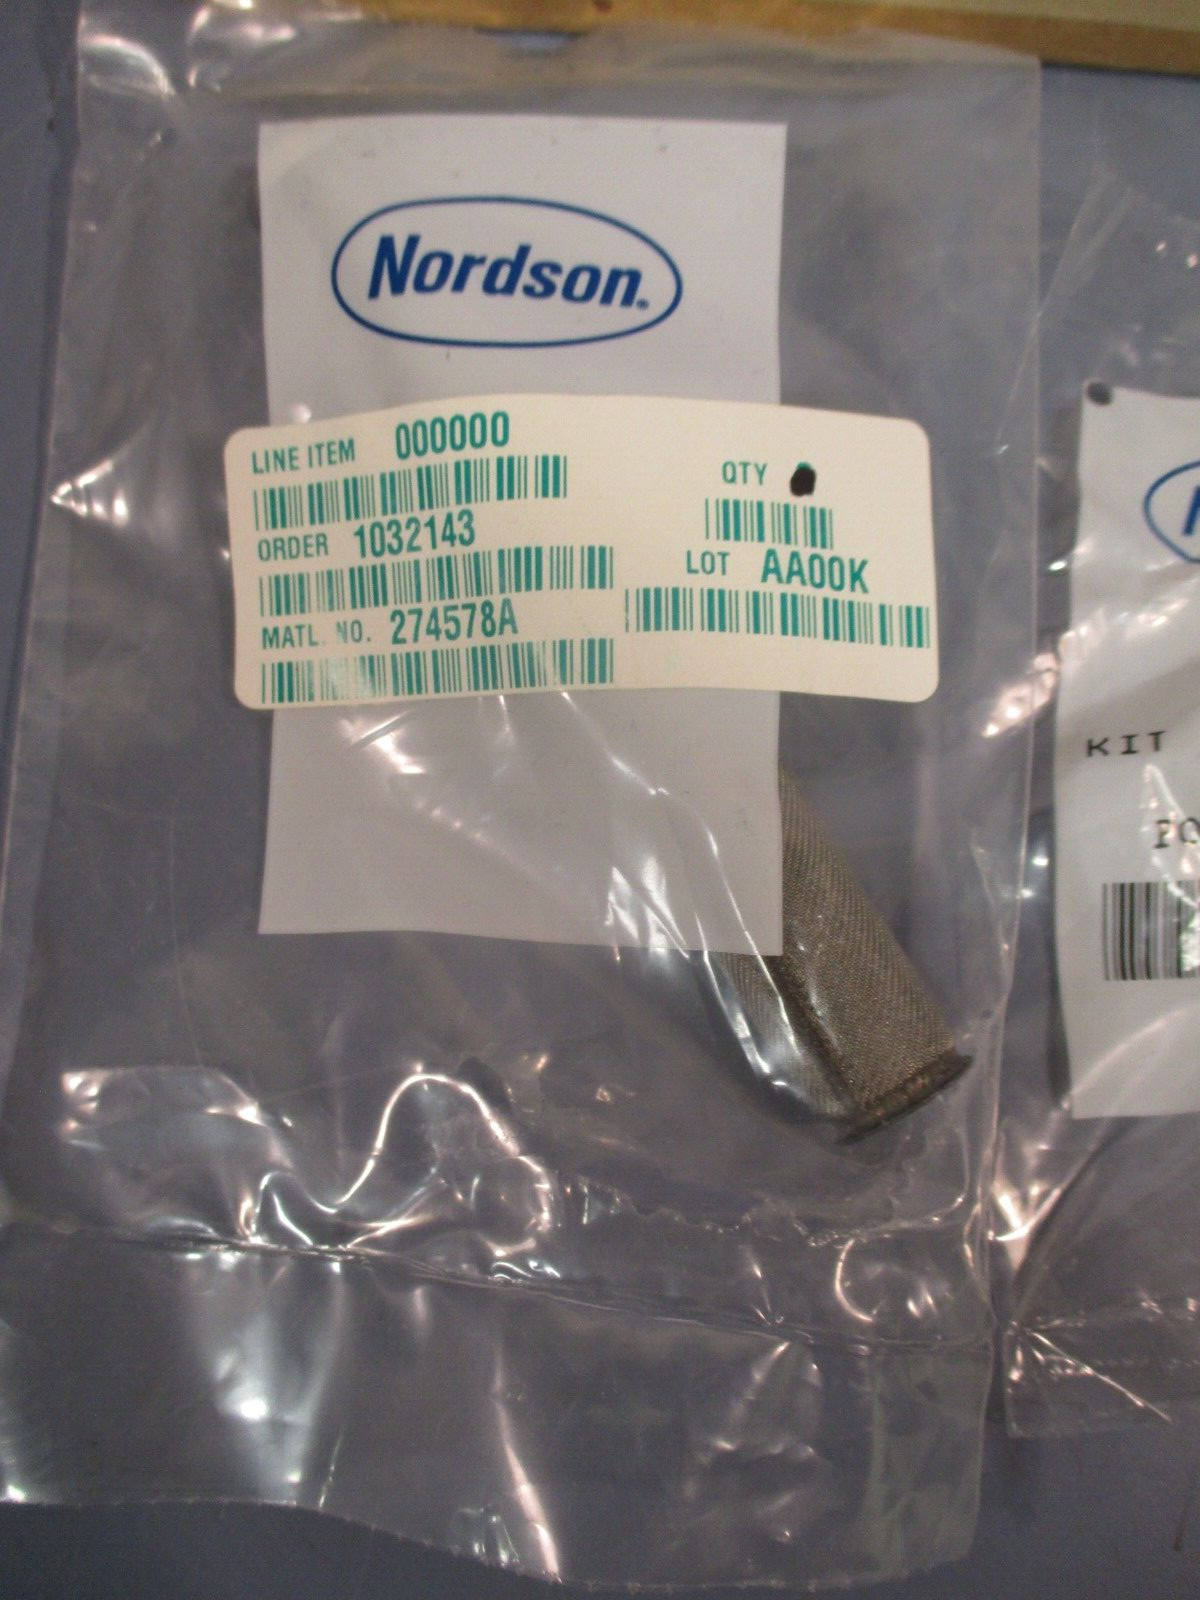 Nordson®
LINE ITEM 000000
QTY
ORDER 1032143
LOT AA00K
MATL. NO. 274578A
KIT